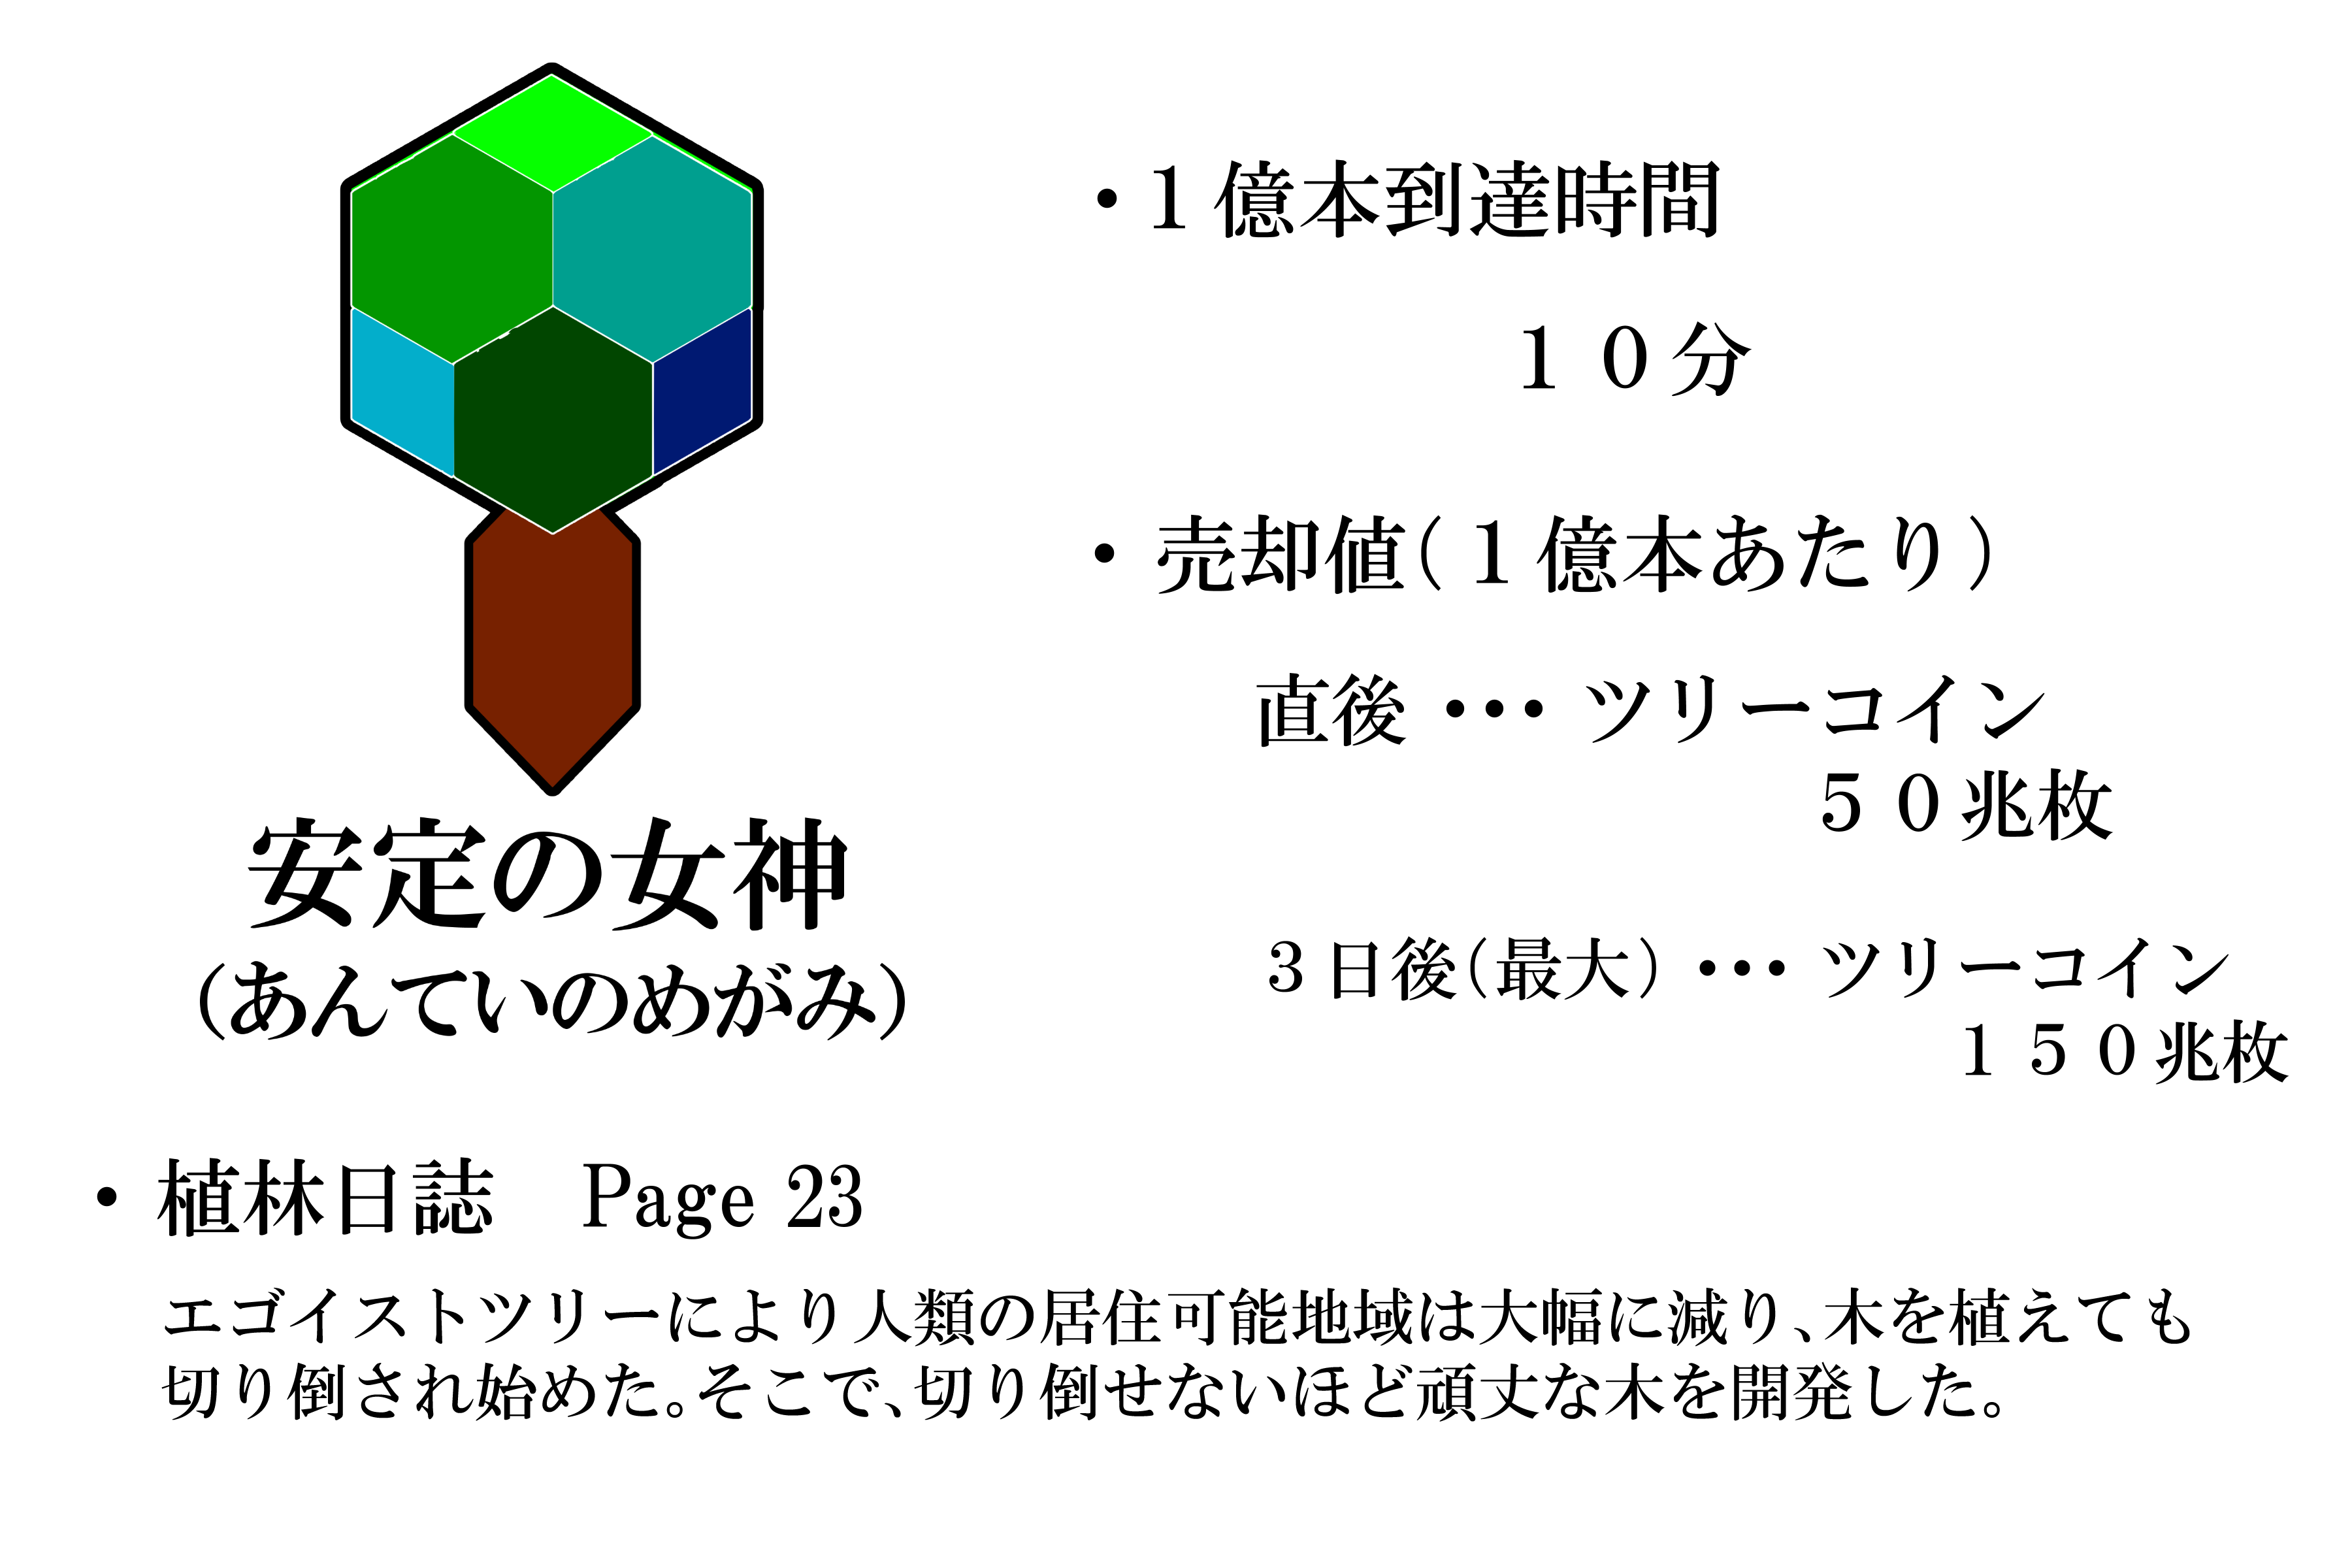 ・１億本到達時間
１０分
・売却値(１億本あたり)
直後・・・ツリーコイン
５０兆枚
３日後(最大)・・・ツリーコイン
１５０兆枚
安定の女神
(あんていのめがみ)
・植林日誌　Page 23
エゴイストツリーにより人類の居住可能地域は大幅に減り、木を植えても
切り倒され始めた。そこで、切り倒せないほど頑丈な木を開発した。